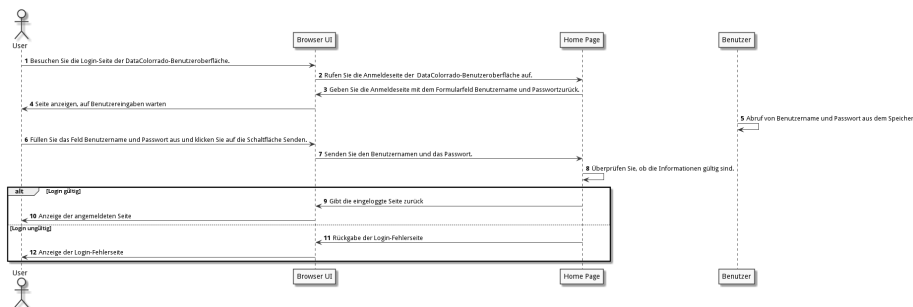 User
Browser UI
Home Page
Benutzer
1 Besuchen Sie die Login-Seite der DataColorrado-Benutzeroberfläche.
2 Rufen Sie die Anmeldeseite der DataColorrado-Benutzeroberfläche auf.
3 Geben Sie die Anmeldeseite mit dem Formularfeld Benutzername und Passwortzurück.
4 Seite anzeigen, auf Benutzereingaben warten
5 Abruf von Benutzername und Passwort aus dem Speicher
6 Füllen Sie das Feld Benutzername und Passwort aus und klicken Sie auf die Schaltfläche Senden.
7 Senden Sie den Benutzernamen und das Passwort.
8 Überprüfen Sie, ob die Informationen gültig sind.
alt [Login gültig]
9 Gibt die eingeloggte Seite zurück
10 Anzeige der angemeldeten Seite
[Login ungültig]
11 Rückgabe der Login-Fehlerseite
12 Anzeige der Login-Fehlerseite
User
Browser UI
Home Page
Benutzer